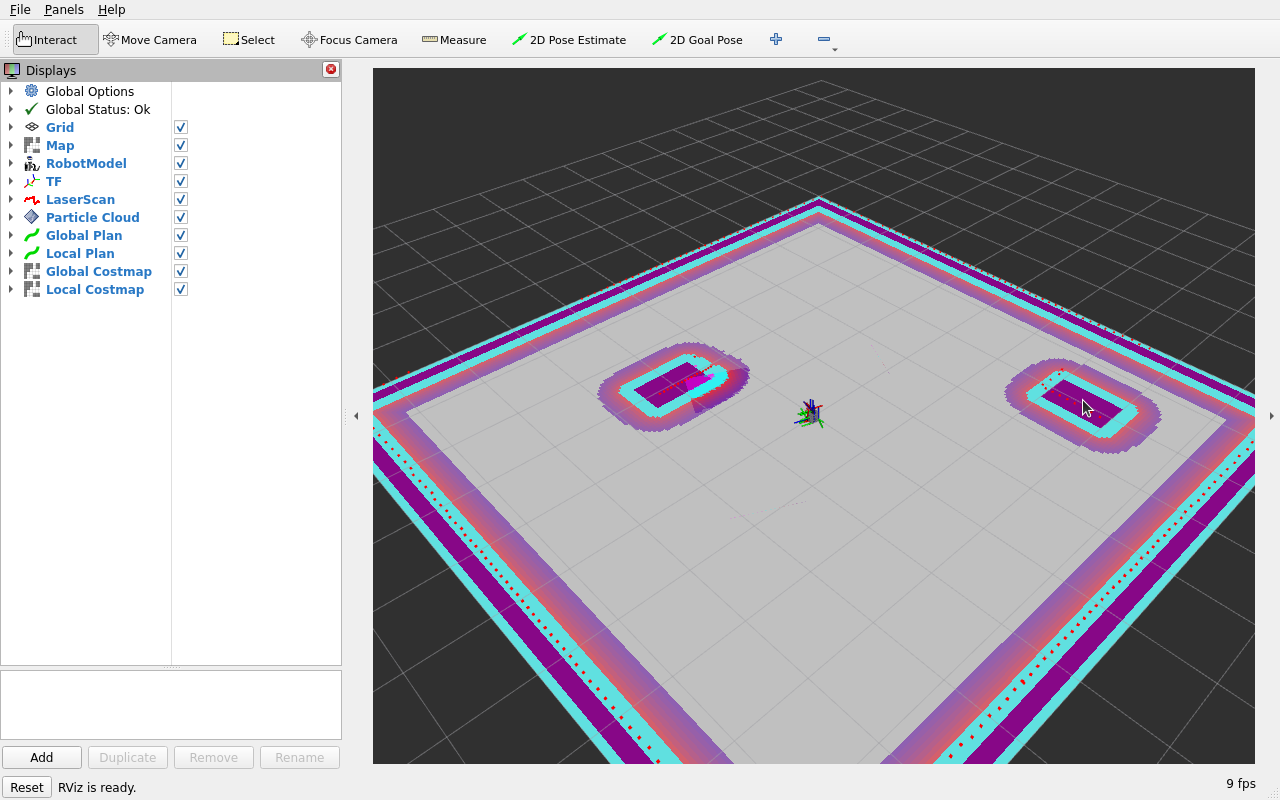 File Panels Help
Interact Move Camera Select Focus Camera Measure 2D Pose Estimate 2D Goal Pose
Displays
Global Options
Global Status: Ok
Grid
Map
RobotModel
TF
LaserScan
Particle Cloud
Global Plan
Local Plan
Global Costmap
Local Costmap
Add Duplicate Remove Rename
Reset RViz is ready. 9 fps